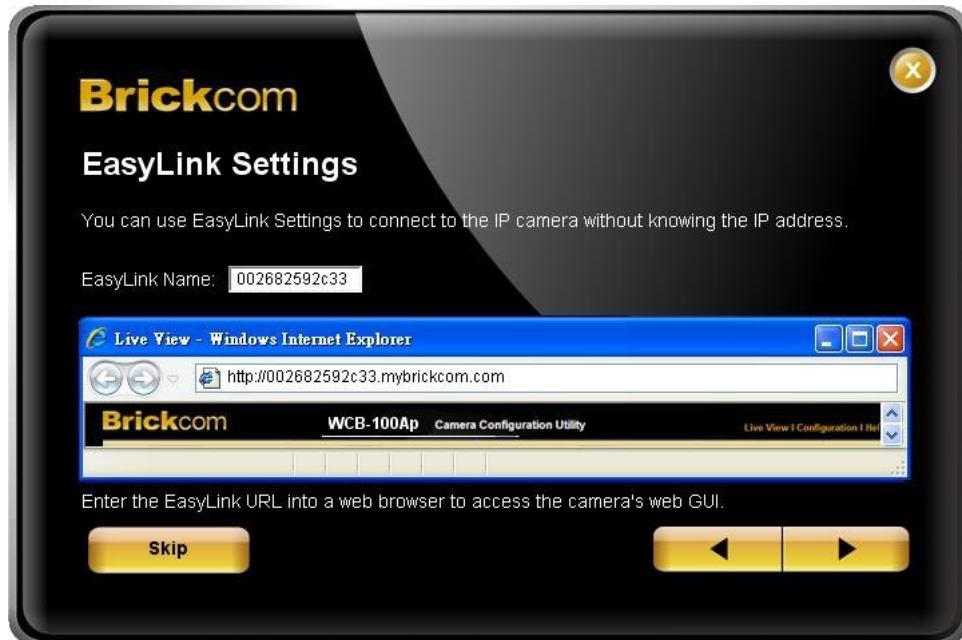 Brickcom
EasyLink Settings
You can use EasyLink Settings to connect to the IP camera without knowing the IP address.
EasyLink Name: 002682592c33
Live View - Windows Internet Explorer
http://002682592c33.mybrickcom.com
Brickcom WCB-100Ap Camera Configuration Utility Live View I Configuration I Hel
Enter the EasyLink URL into a web browser to access the camera's web GUI.
Skip